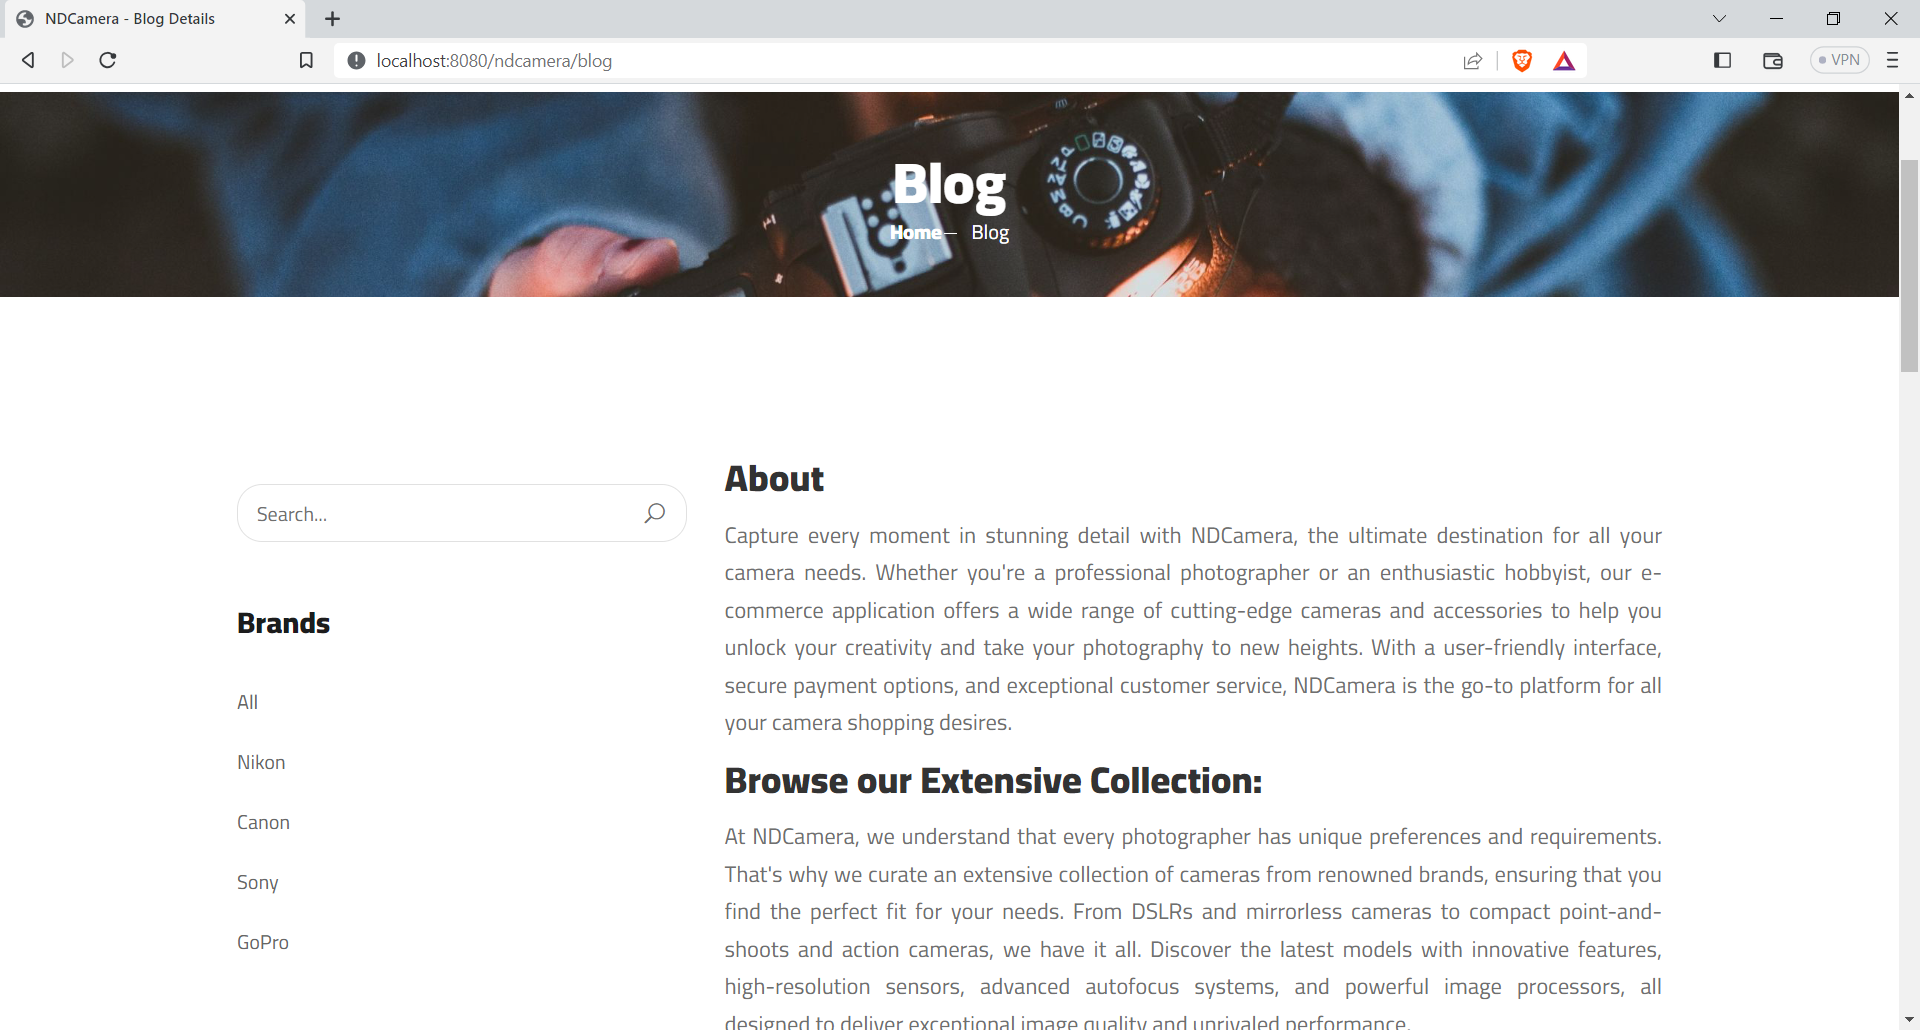 NDCamera - Blog Details
localhost:8080/ndcamera/blog
VPN
Blog
Home— Blog
Search...
Brands
All
Nikon
Canon
Sony
GoPro
About
Capture every moment in stunning detail with NDCamera, the ultimate destination for all your
camera needs. Whether you're a professional photographer or an enthusiastic hobbyist, our e-
commerce application offers a wide range of cutting-edge cameras and accessories to help you
unlock your creativity and take your photography to new heights. With a user-friendly interface,
secure payment options, and exceptional customer service, NDCamera is the go-to platform for all
your camera shopping desires.
Browse our Extensive Collection:
At NDCamera, we understand that every photographer has unique preferences and requirements.
That's why we curate an extensive collection of cameras from renowned brands, ensuring that you
find the perfect fit for your needs. From DSLRs and mirrorless cameras to compact point-and-
shoots and action cameras, we have it all. Discover the latest models with innovative features,
high-resolution sensors, advanced autofocus systems, and powerful image processors, all
designed to deliver exceptional image quality and unrivaled performance.